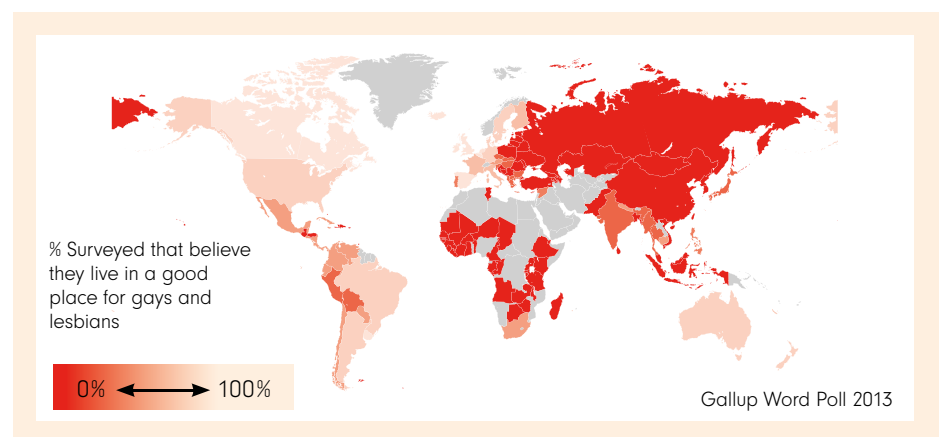 % Surveyed that believe
they live in a good
place for gays and
lesbians
0% 100%
Gallup Word Poll 2013